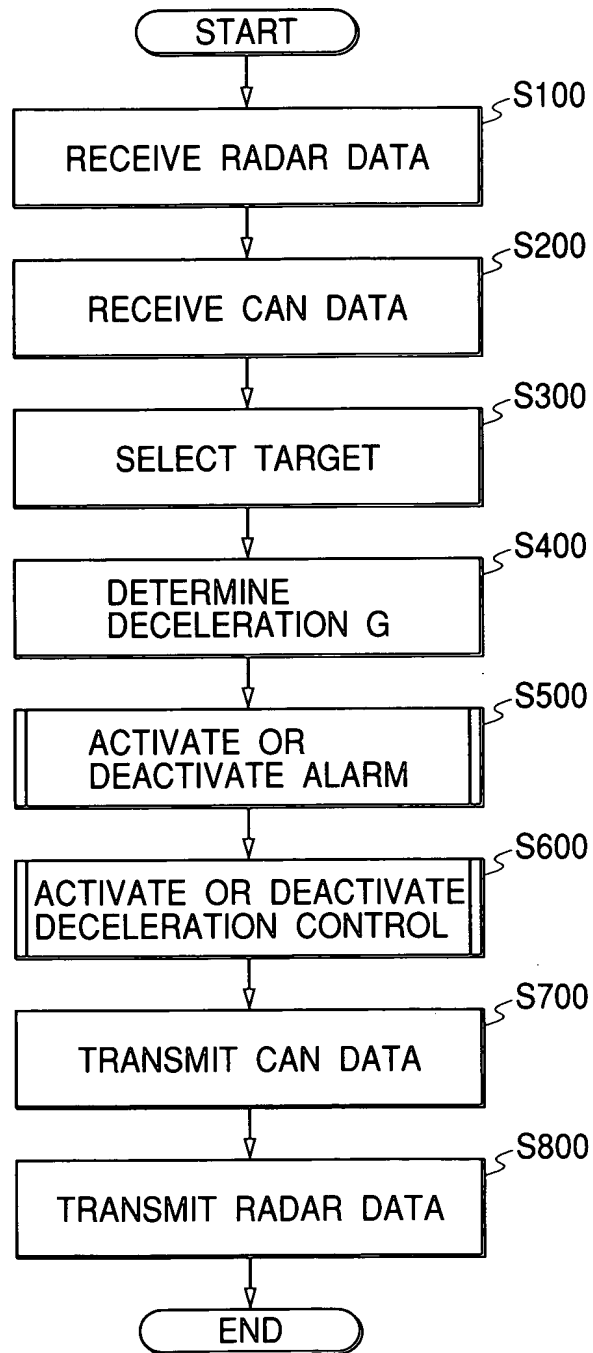 START
S100
RECEIVE RADAR DATA
S200
RECEIVE CAN DATA
S300
SELECT TARGET
S400
DETERMINE
DECELERATION G
S500
ACTIVATE OR
DEACTIVATE ALARM
S600
ACTIVATE OR DEACTIVATE
DECELERATION CONTROL
S700
TRANSMIT CAN DATA
S800
TRANSMIT RADAR DATA
END